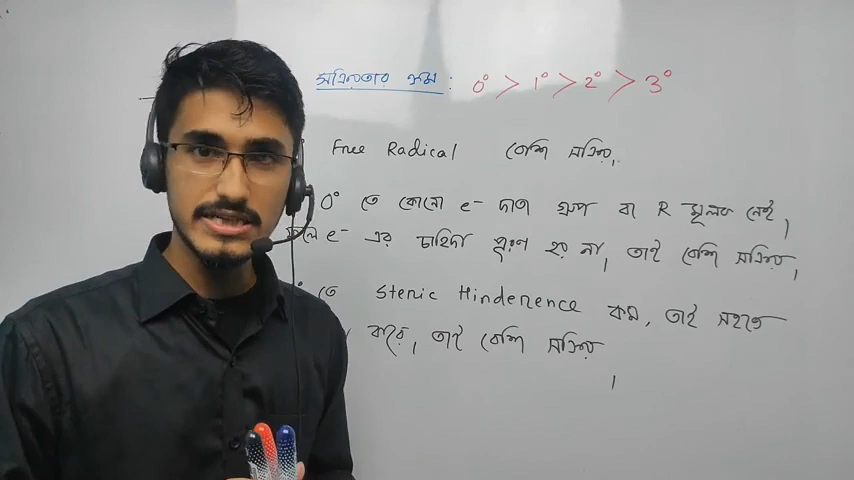 সক্রিয়তার ক্রম : 0° > 1° > 2° > 3°
Free Radical বেশি সক্রিয়,
0° তে কোনো e- দাতা গ্রুপ বা R মূলক নেই,
e- এর চাহিদা পূরণ হয় না, তাই বেশি সক্রিয়,
তে Steric Hinderence কম, তাই সহজে
করে, তাই বেশি সক্রিয়
।